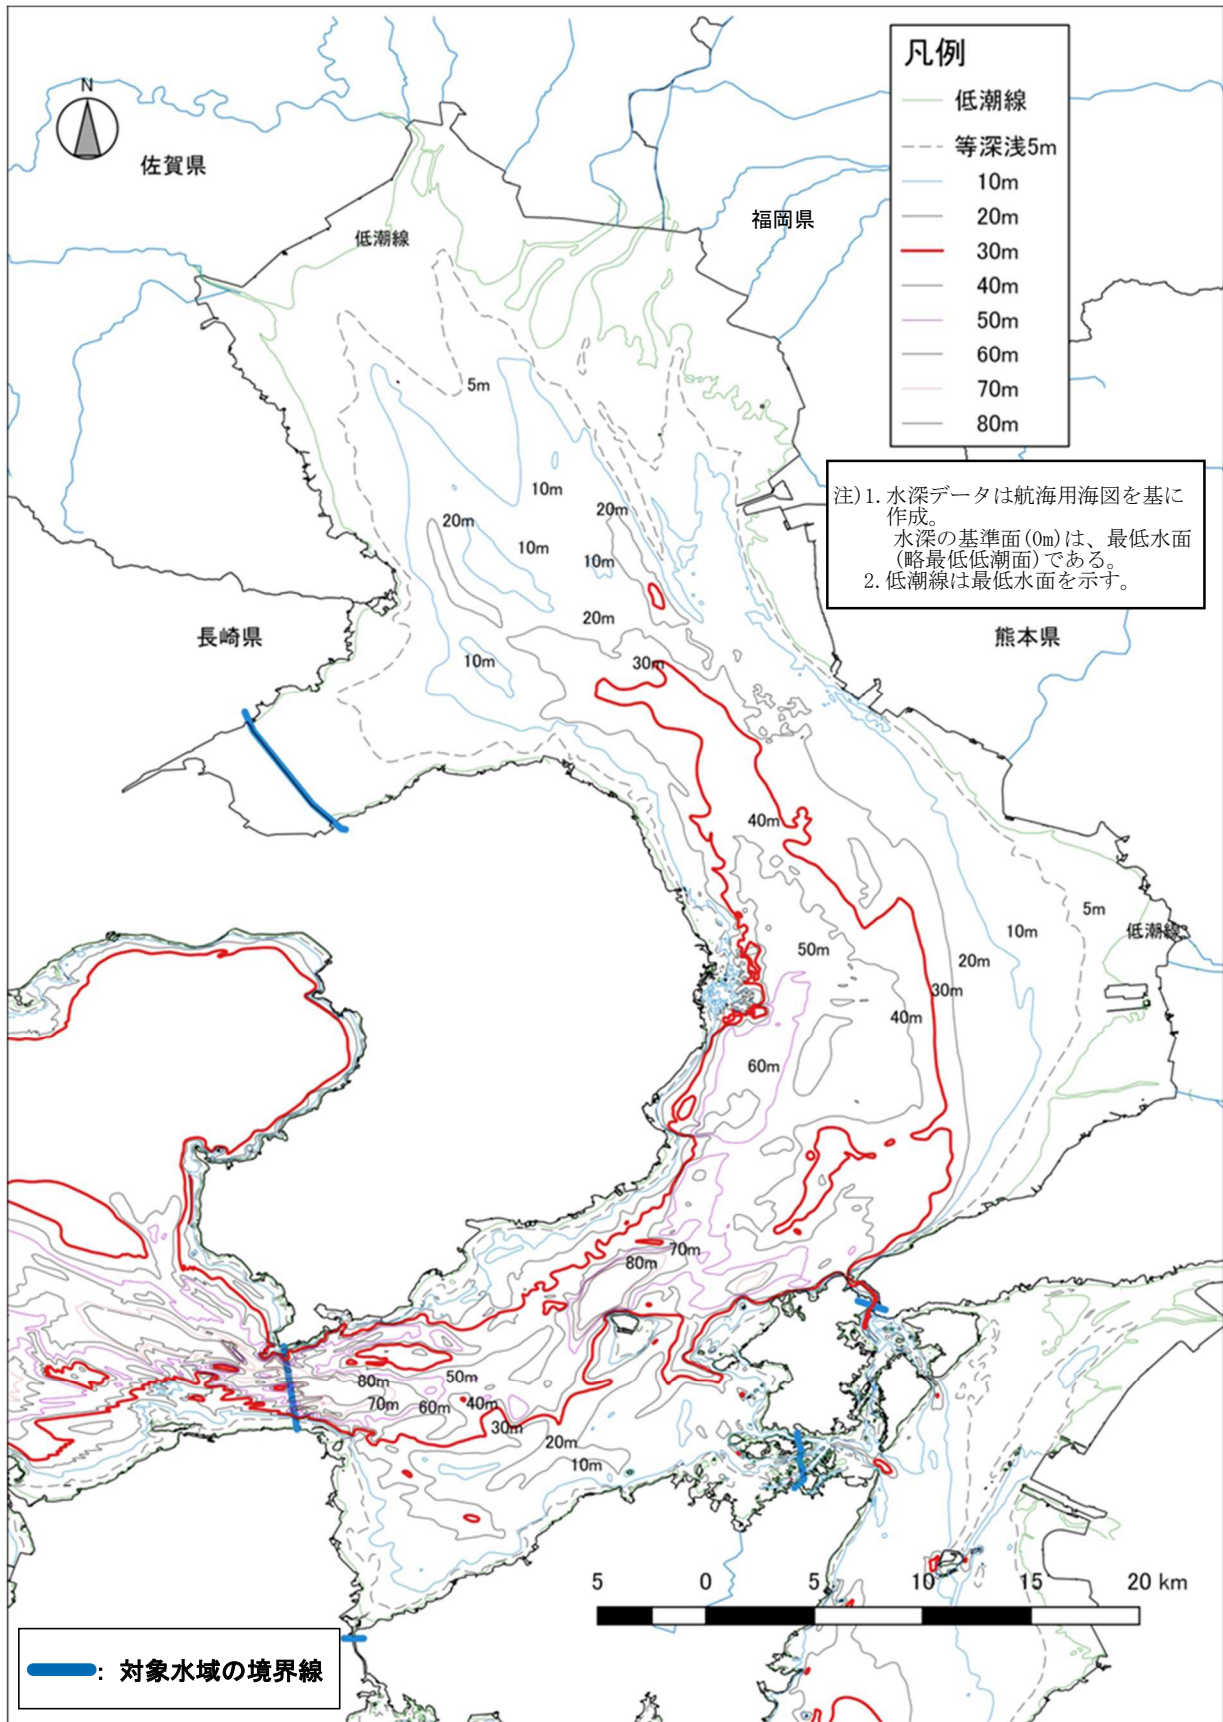 凡例
低潮線
等深浅5m
10m
20m
30m
40m
50m
60m
70m
80m
N
佐賀県
福岡県
低潮線
5m
注)1. 水深データは航海用海図を基に
作成。
水深の基準面(0m)は、最低水面
(略最低低潮面)である。
2. 低潮線は最低水面を示す。
10m
20m
20m
10m
10m
20m
長崎県
熊本県
10m
30m
40m
5m
10m
低潮線
50m
20m
30m
40m
60m
70m
80m
80m
50m
70m
60m
40m
30m
20m
10m
5 0 5 10 15 20 km
: 対象水域の境界線